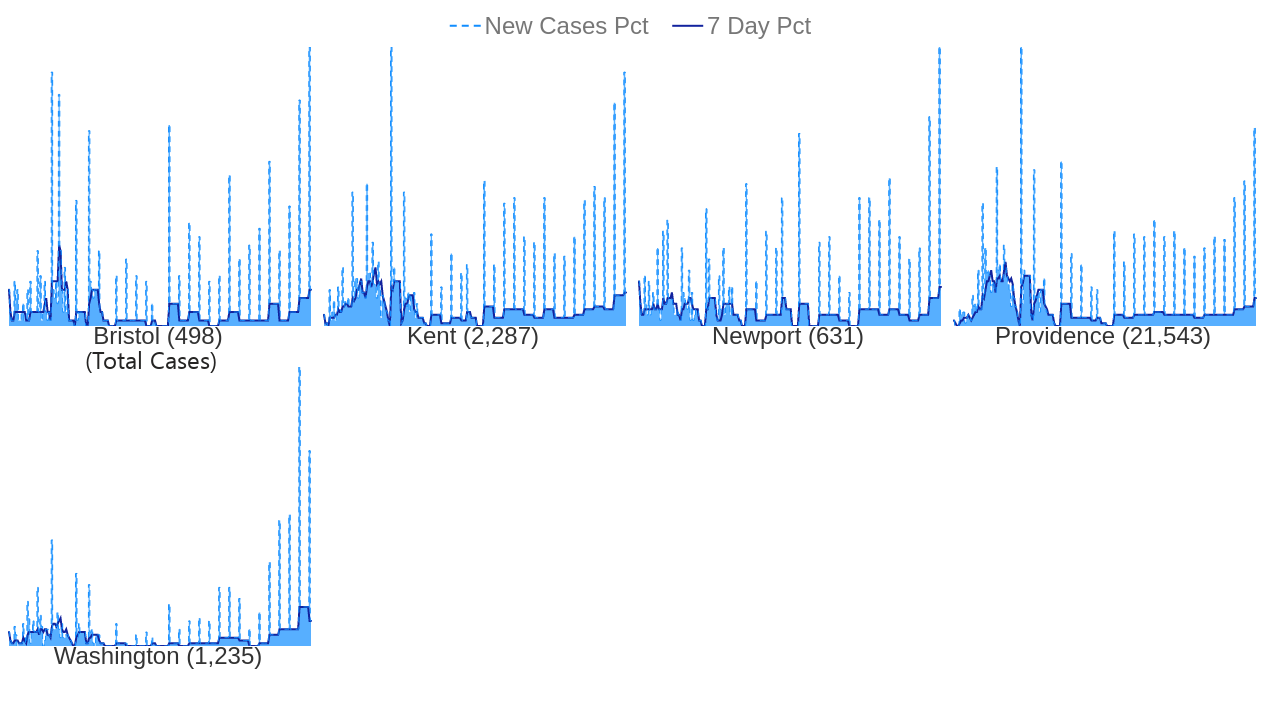 New Cases Pct 7 Day Pct
Bristol (498)
(Total Cases)
Kent (2,287)
Newport (631)
Providence (21,543)
Washington (1,235)